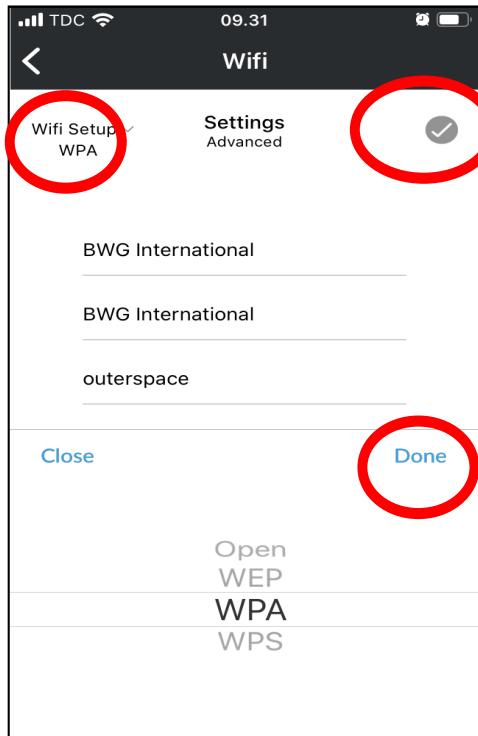 TDC 09.31
Wifi
Wifi Setup
WPA
Settings
Advanced
BWG International
BWG International
outerspace
Close Done
Open
WEP
WPA
WPS